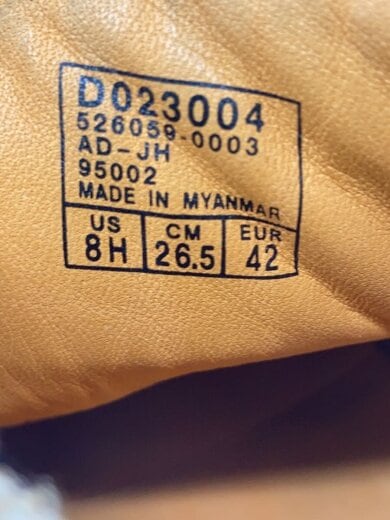 D023004
526059-0003
AD-JH
95002
MADE IN MYANMAR
US CM EUR
8H 26.5 42